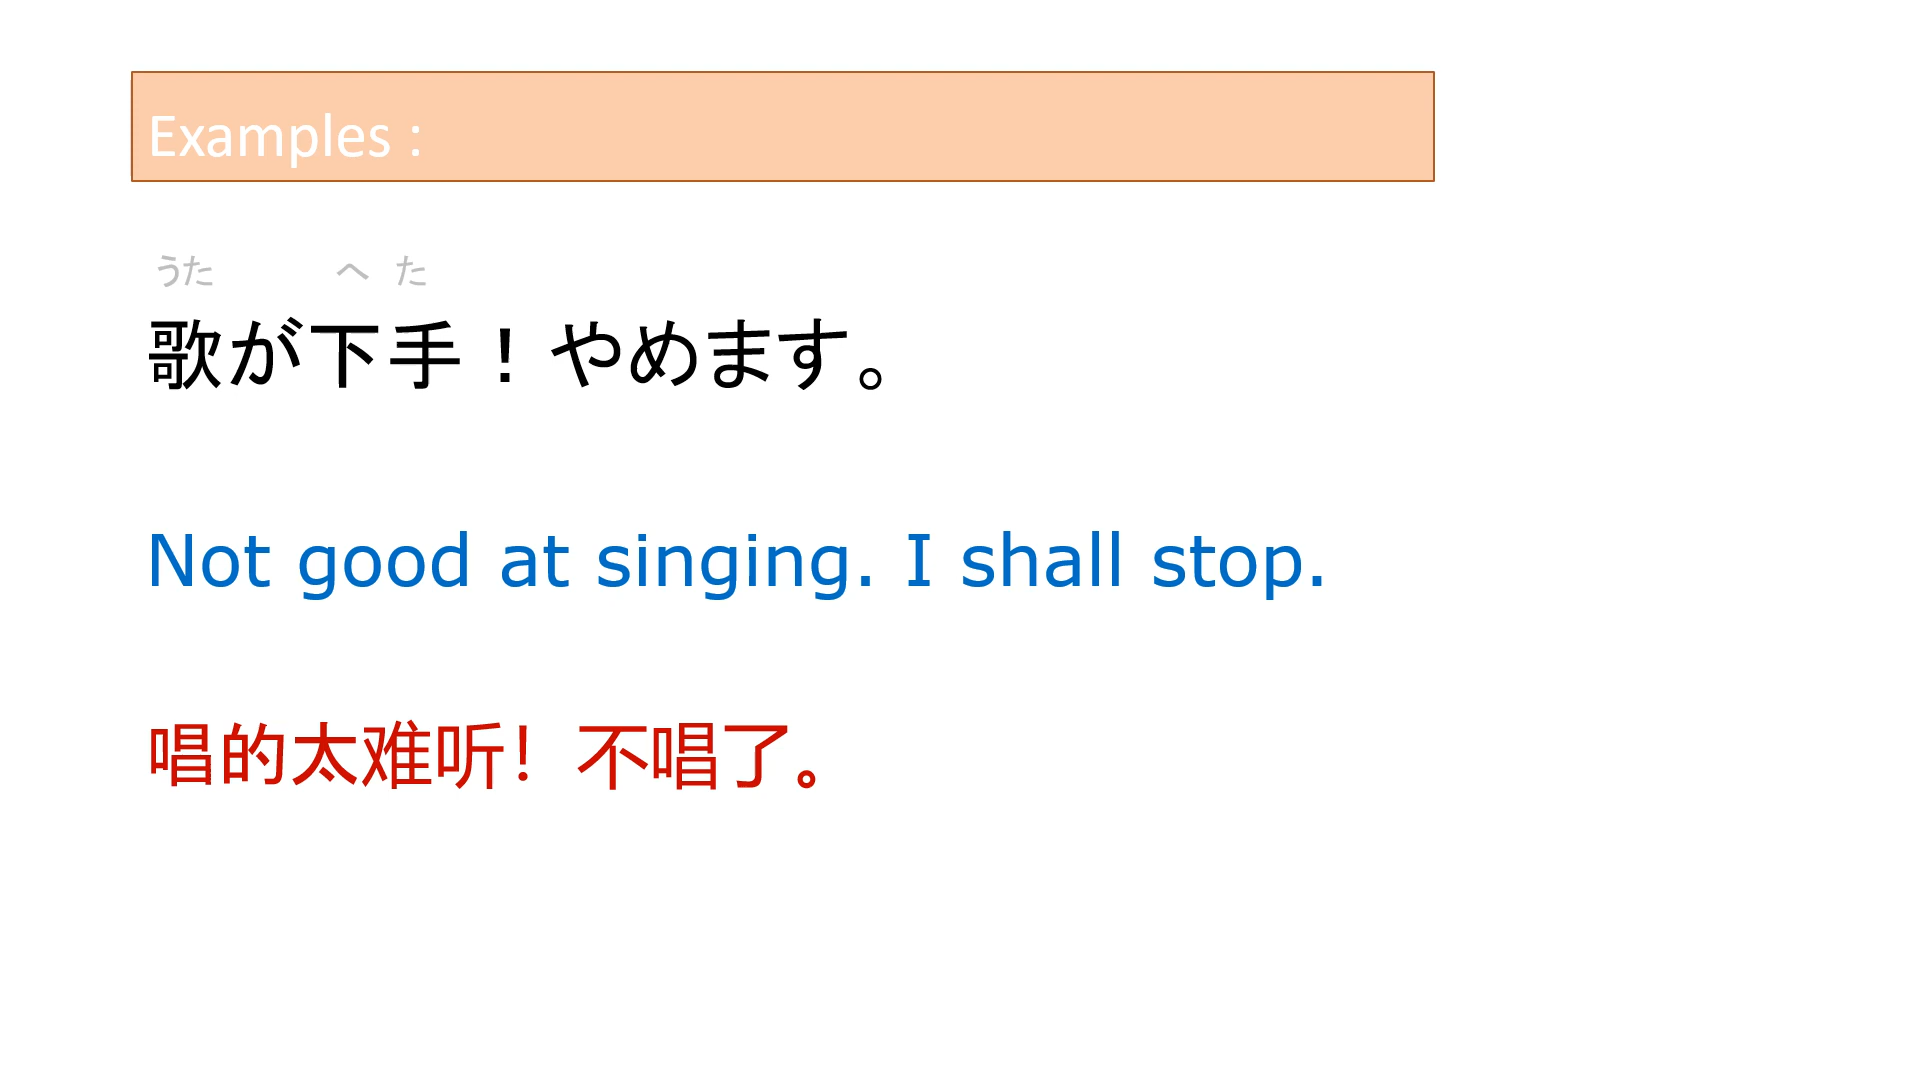 Examples :
うた へ た
歌が下手！やめます。
Not good at singing. I shall stop.
唱的太难听！不唱了。